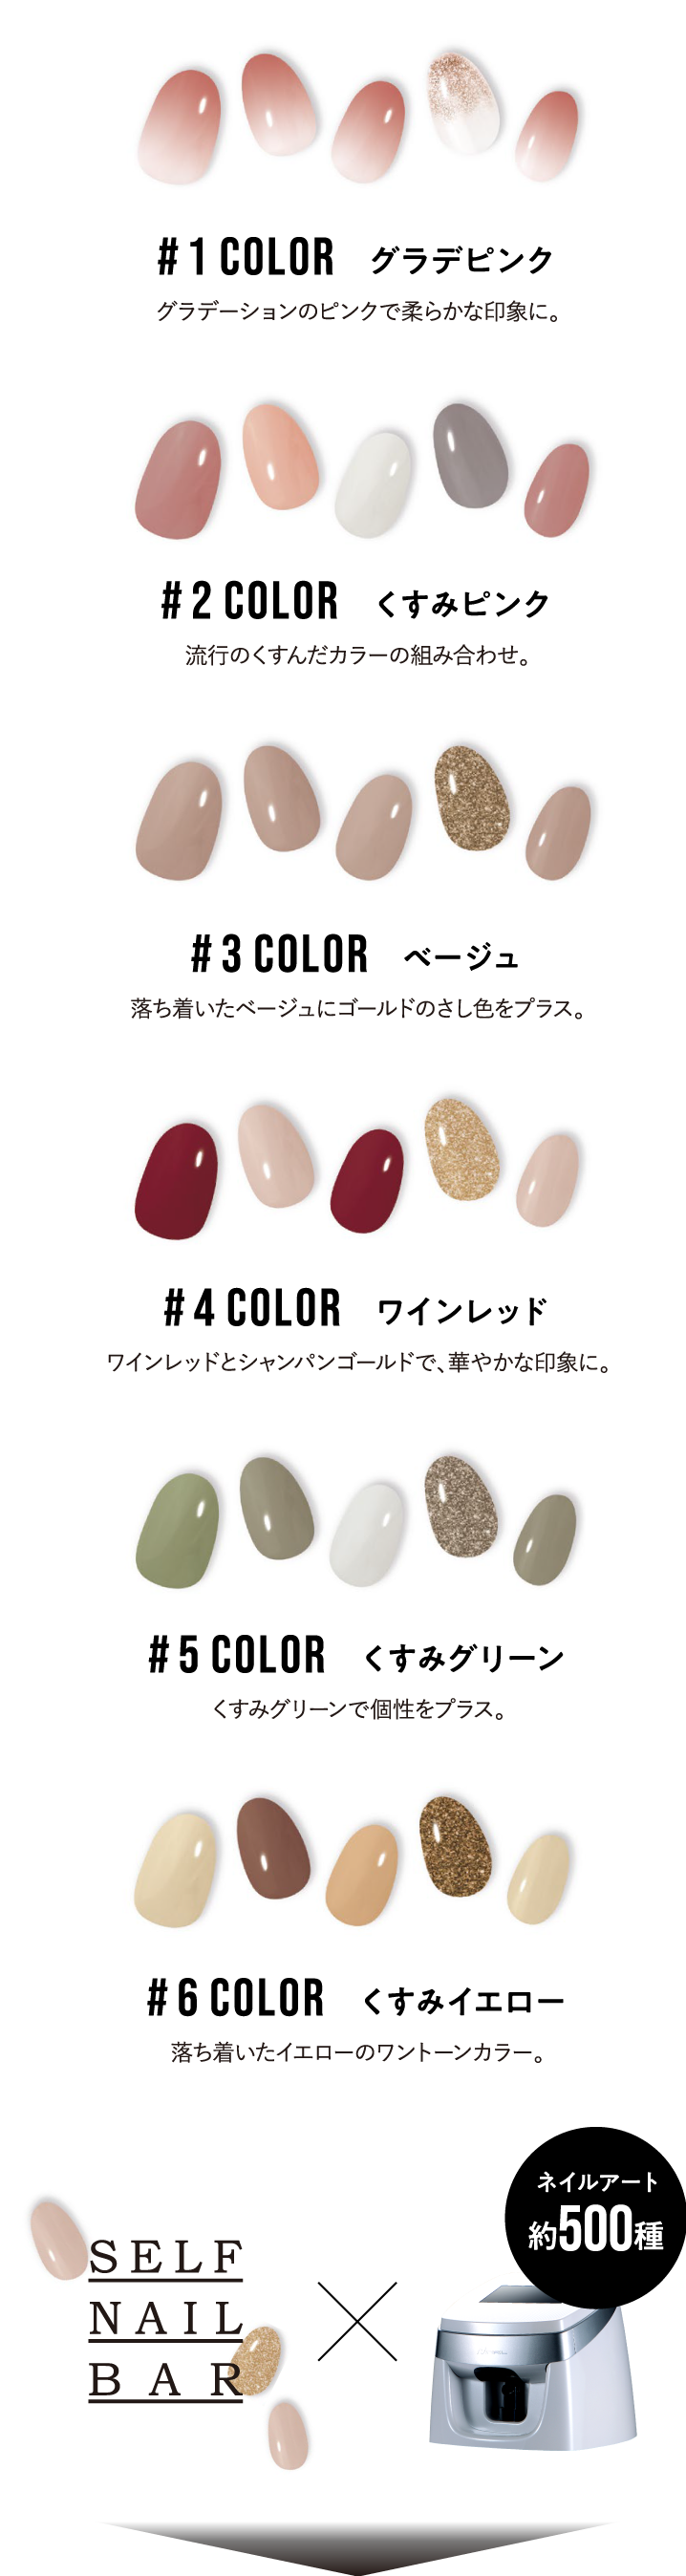 #1 COLOR グラデピンク
グラデーションのピンクで柔らかな印象に。
#2 COLOR くすみピンク
流行のくすんだカラーの組み合わせ。
#3 COLOR ベージュ
落ち着いたベージュにゴールドのさし色をプラス。
#4 COLOR ワインレッド
ワインレッドとシャンパンゴールドで、華やかな印象に。
#5 COLOR くすみグリーン
くすみグリーンで個性をプラス。
#6 COLOR くすみイエロー
落ち着いたイエローのワントーンカラー。
ネイルアート
約500種
SELF
NAIL
BAR